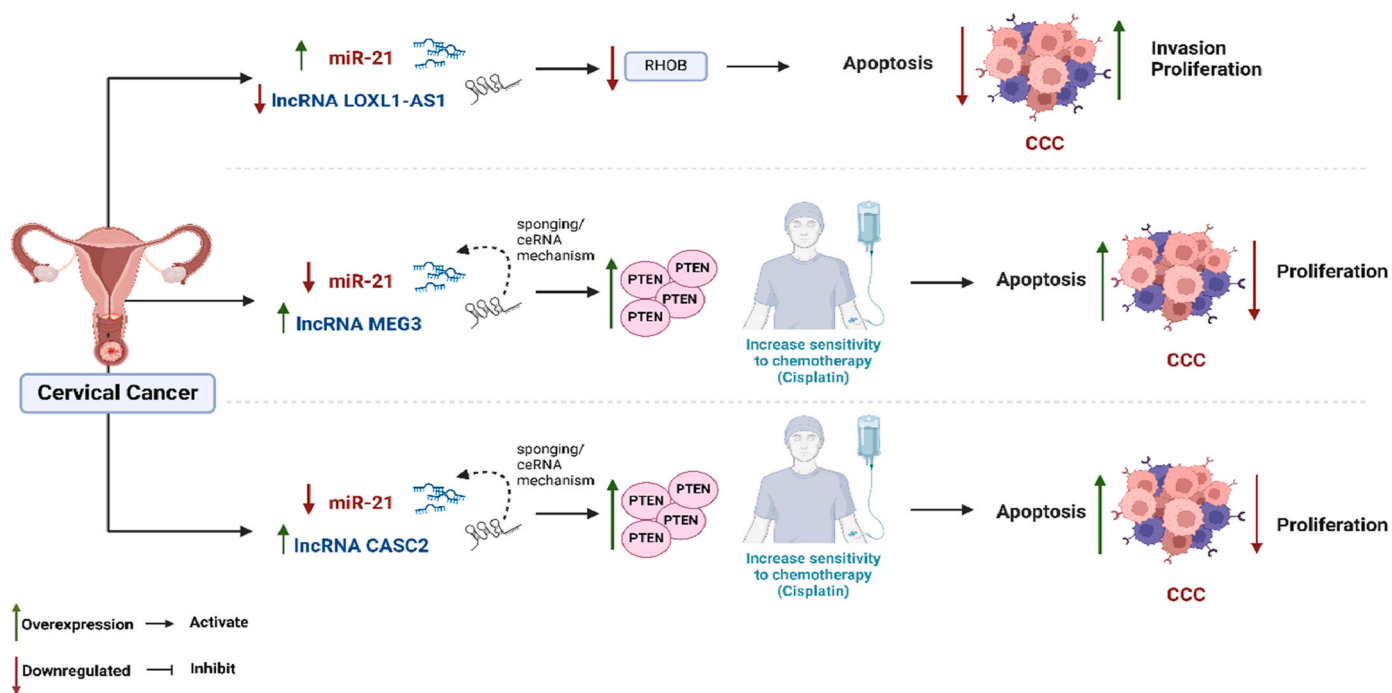 miR-21
lncRNA LOXL1-AS1
RHOB
Apoptosis
Invasion
Proliferation
CCC
sponging/
ceRNA
mechanism
miR-21
lncRNA MEG3
PTEN
PTEN
PTEN
PTEN
Increase sensitivity
to chemotherapy
(Cisplatin)
Apoptosis
Proliferation
CCC
Cervical Cancer
sponging/
ceRNA
mechanism
miR-21
lncRNA CASC2
PTEN
PTEN
PTEN
PTEN
Increase sensitivity
to chemotherapy
(Cisplatin)
Apoptosis
Proliferation
CCC
Overexpression
Activate
Downregulated
Inhibit